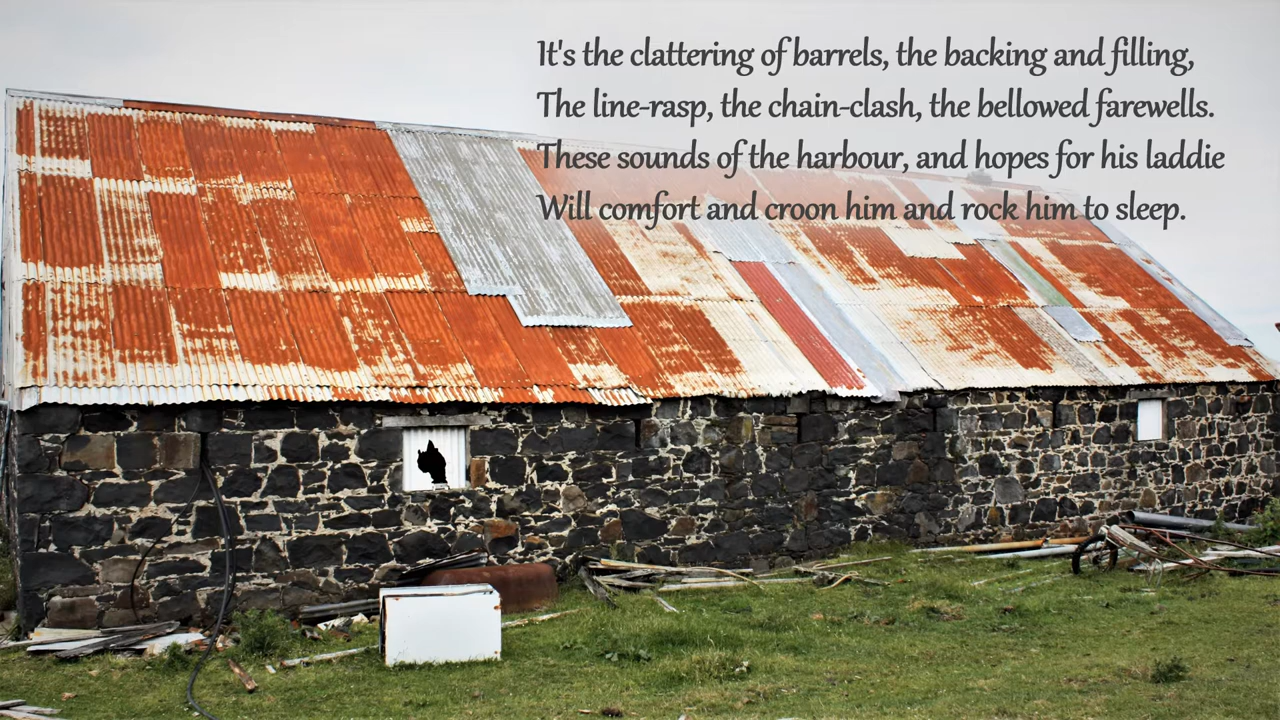 It's the clattering of barrels, the backing and filling,
The line-rasp, the chain-clash, the bellowed farewells.
These sounds of the harbour, and hopes for his laddie
Will comfort and croon him and rock him to sleep.